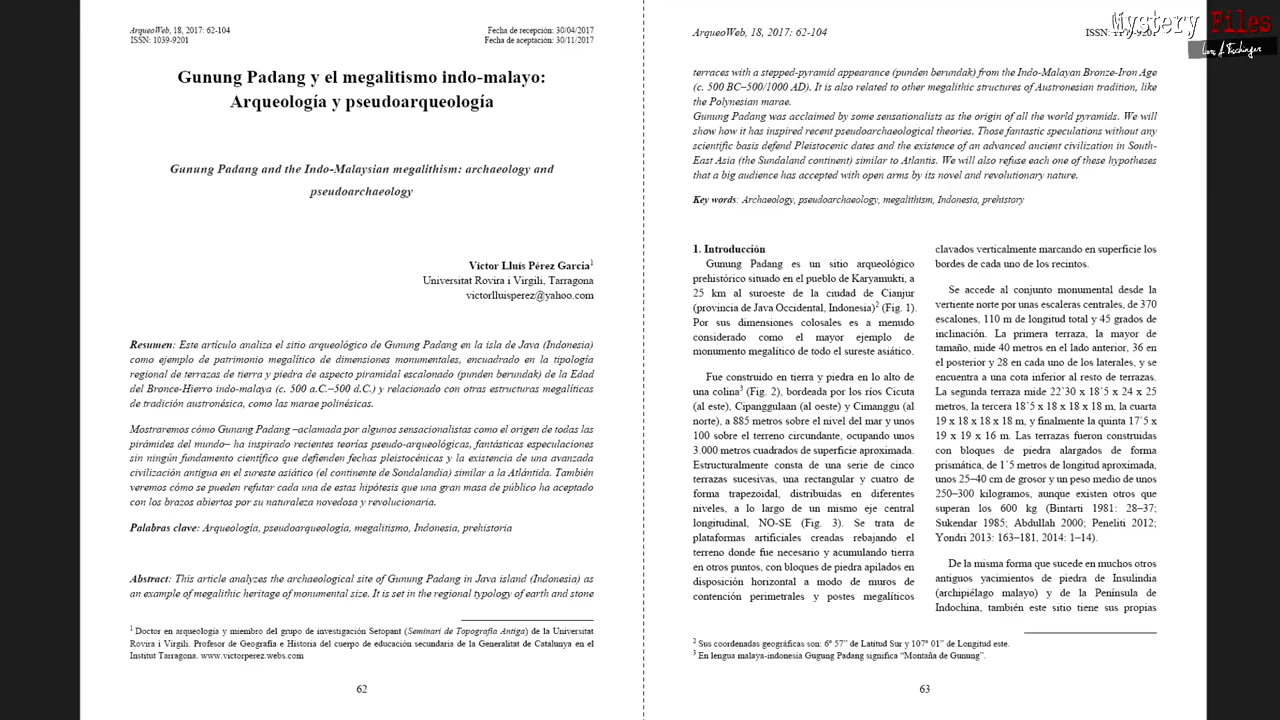 ArqueoWeb, 18, 2017: 62-104
ISSN: 1039-9201
Fecha de recepción: 30/04/2017
Fecha de aceptación: 30/11/2017
Gunung Padang y el megalitismo indo-malayo:
Arqueología y pseudoarqueología
Gunung Padang and the Indo-Malaysian megalithism: archaeology and
pseudoarchaeology
Víctor Lluís Pérez Garcia1
Universitat Rovira i Virgili, Tarragona
victorlluisperez@yahoo.com
Resumen: Este artículo analiza el sitio arqueológico de Gunung Padang en la isla de Java (Indonesia)
como ejemplo de patrimonio megalítico de dimensiones monumentales, encuadrado en la tipología
regional de terrazas de tierra y piedra de aspecto piramidal escalonado (punden berundak) de la Edad
del Bronce-Hierro indo-malaya (c. 500 a.C.–500 d.C.) y relacionado con otras estructuras megalíticas
de tradición austronésica, como las marae polinésicas.
Mostraremos cómo Gunung Padang –aclamada por algunos sensacionalistas como el origen de todas las
pirámides del mundo– ha inspirado recientes teorías pseudo-arqueológicas, fantásticas especulaciones
sin ningún fundamento científico que defienden fechas pleistocénicas y la existencia de una avanzada
civilización antigua en el sureste asiático (el continente de Sondalandia) similar a la Atlántida. También
veremos cómo se pueden refutar cada una de estas hipótesis que una gran masa de público ha aceptado
con los brazos abiertos por su naturaleza novedosa y revolucionaria.
Palabras clave: Arqueología, pseudoarqueología, megalitismo, Indonesia, prehistoria
Abstract: This article analyzes the archaeological site of Gunung Padang in Java island (Indonesia) as
an example of megalithic heritage of monumental size. It is set in the regional typology of earth and stone
1 Doctor en arqueología y miembro del grupo de investigación Setopant (Seminari de Topografia Antiga) de la Universitat
Rovira i Virgili. Profesor de Geografía e Historia del cuerpo de educación secundaria de la Generalitat de Catalunya en el
Institut Tarragona. www.victorperez.webs.com
62
ArqueoWeb, 18, 2017: 62-104
ISSN:
Mystery Files
terraces with a stepped-pyramid appearance (punden berundak) from the Indo-Malayan Bronze-Iron Age
(c. 500 BC–500/1000 AD). It is also related to other megalithic structures of Austronesian tradition, like
the Polynesian marae.
Gunung Padang was acclaimed by some sensationalists as the origin of all the world pyramids. We will
show how it has inspired recent pseudoarchaeological theories. Those fantastic speculations without any
scientific basis defend Pleistocenic dates and the existence of an advanced ancient civilization in South-
East Asia (the Sundaland continent) similar to Atlantis. We will also refuse each one of these hypotheses
that a big audience has accepted with open arms by its novel and revolutionary nature.
Key words: Archaeology, pseudoarchaeology, megalithism, Indonesia, prehistory
1. Introducción
Gunung Padang es un sitio arqueológico
prehistórico situado en el pueblo de Karyamukti, a
25 km al suroeste de la ciudad de Cianjur
(provincia de Java Occidental, Indonesia)2 (Fig. 1).
Por sus dimensiones colosales es a menudo
considerado como el mayor ejemplo de
monumento megalítico de todo el sureste asiático.
Fue construido en tierra y piedra en lo alto de
una colina3 (Fig. 2), bordeada por los ríos Cicuta
(al este), Cipanggulaan (al oeste) y Cimanggu (al
norte), a 885 metros sobre el nivel del mar y unos
100 sobre el terreno circundante, ocupando unos
3.000 metros cuadrados de superficie aproximada.
Estructuralmente consta de una serie de cinco
terrazas sucesivas, una rectangular y cuatro de
forma trapezoidal, distribuidas en diferentes
niveles, a lo largo de un mismo eje central
longitudinal, NO-SE (Fig. 3). Se trata de
plataformas artificiales creadas rebajando el
terreno donde fue necesario y acumulando tierra
en otros puntos, con bloques de piedra apilados en
disposición horizontal a modo de muros de
contención perimetrales y postes megalíticos
clavados verticalmente marcando en superficie los
bordes de cada uno de los recintos.
Se accede al conjunto monumental desde la
vertiente norte por unas escaleras centrales, de 370
escalones, 110 m de longitud total y 45 grados de
inclinación. La primera terraza, la mayor de
tamaño, mide 40 metros en el lado anterior, 36 en
el posterior y 28 en cada uno de los laterales, y se
encuentra a una cota inferior al resto de terrazas.
La segunda terraza mide 22`30 x 18`5 x 24 x 25
metros, la tercera 18`5 x 18 x 18 x 18 m, la cuarta
19 x 18 x 18 x 18 m, y finalmente la quinta 17`5 x
19 x 19 x 16 m. Las terrazas fueron construidas
con bloques de piedra alargados de forma
prismática, de 1`5 metros de longitud aproximada,
unos 25–40 cm de grosor y un peso medio de unos
250–300 kilogramos, aunque existen otros que
superan los 600 kg (Bintarti 1981: 28–37;
Sukendar 1985; Abdullah 2000; Peneliti 2012;
Yondri 2013: 163–181, 2014: 1–14).
De la misma forma que sucede en muchos otros
antiguos yacimientos de piedra de Insulindia
(archipiélago malayo) y de la Península de
Indochina, también este sitio tiene sus propias
2 Sus coordenadas geográficas son: 6º 57” de Latitud Sur y 107º 01” de Longitud este.
3 En lengua malaya-indonesia Gugung Padang significa “Montaña de Gunung”.
63